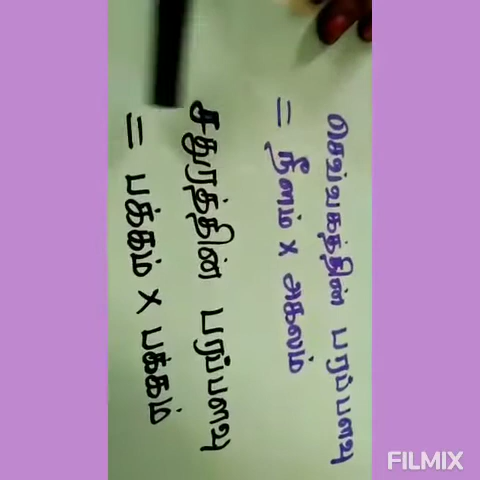 செவ்வகத்தின் பரப்பளவு
= நீளம் x அகலம்
சதுரத்தின் பரப்பளவு
= பக்கம் x பக்கம்
FILMIX